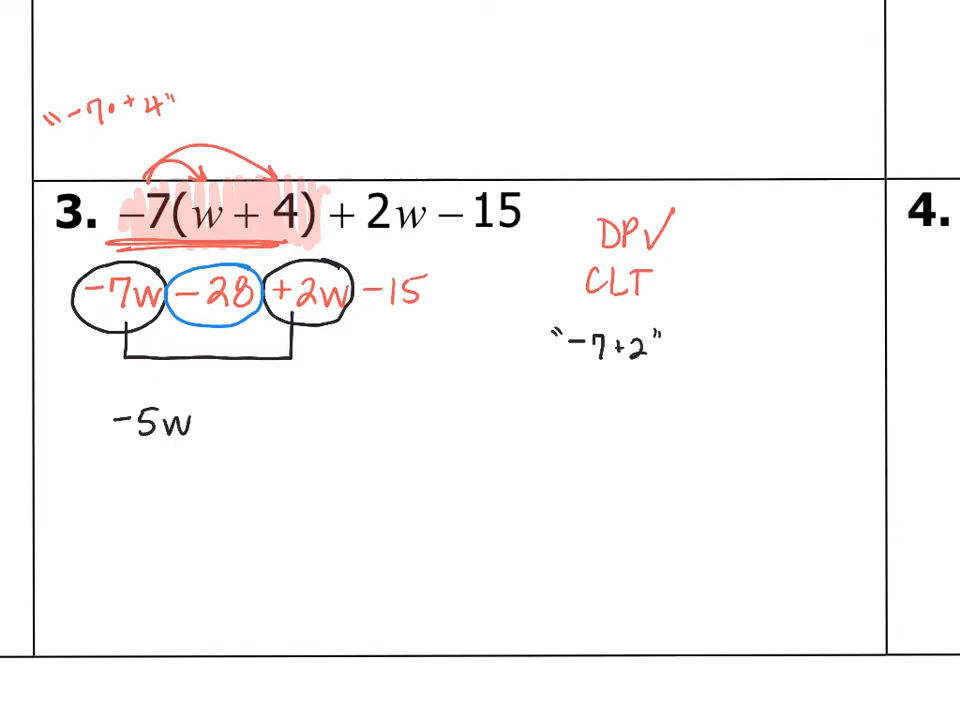 "-7•+4"
3. −7(w + 4) + 2w − 15
DP✓
-7w -28 +2w -15
CLT
"-7+2"
-5w
4.